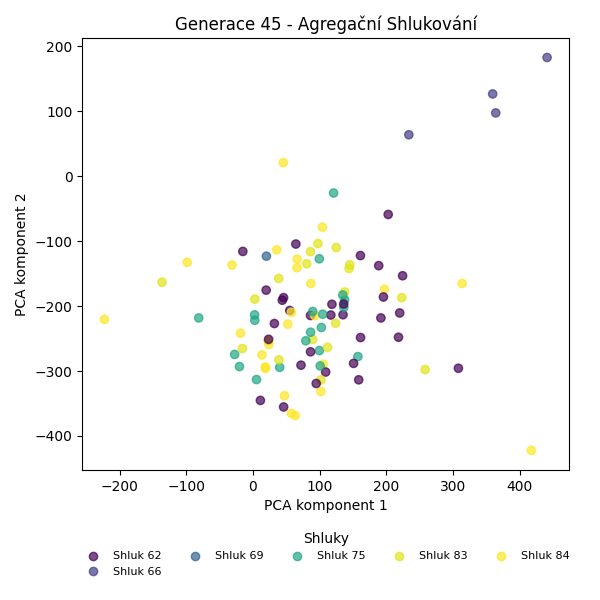 Generace 45 - Agregační Shlukování
200
100
0
−100
−200
−300
−400
PCA komponent 2
−200 −100 0 100 200 300 400
PCA komponent 1
Shluky
Shluk 62 Shluk 69 Shluk 75 Shluk 83 Shluk 84
Shluk 66